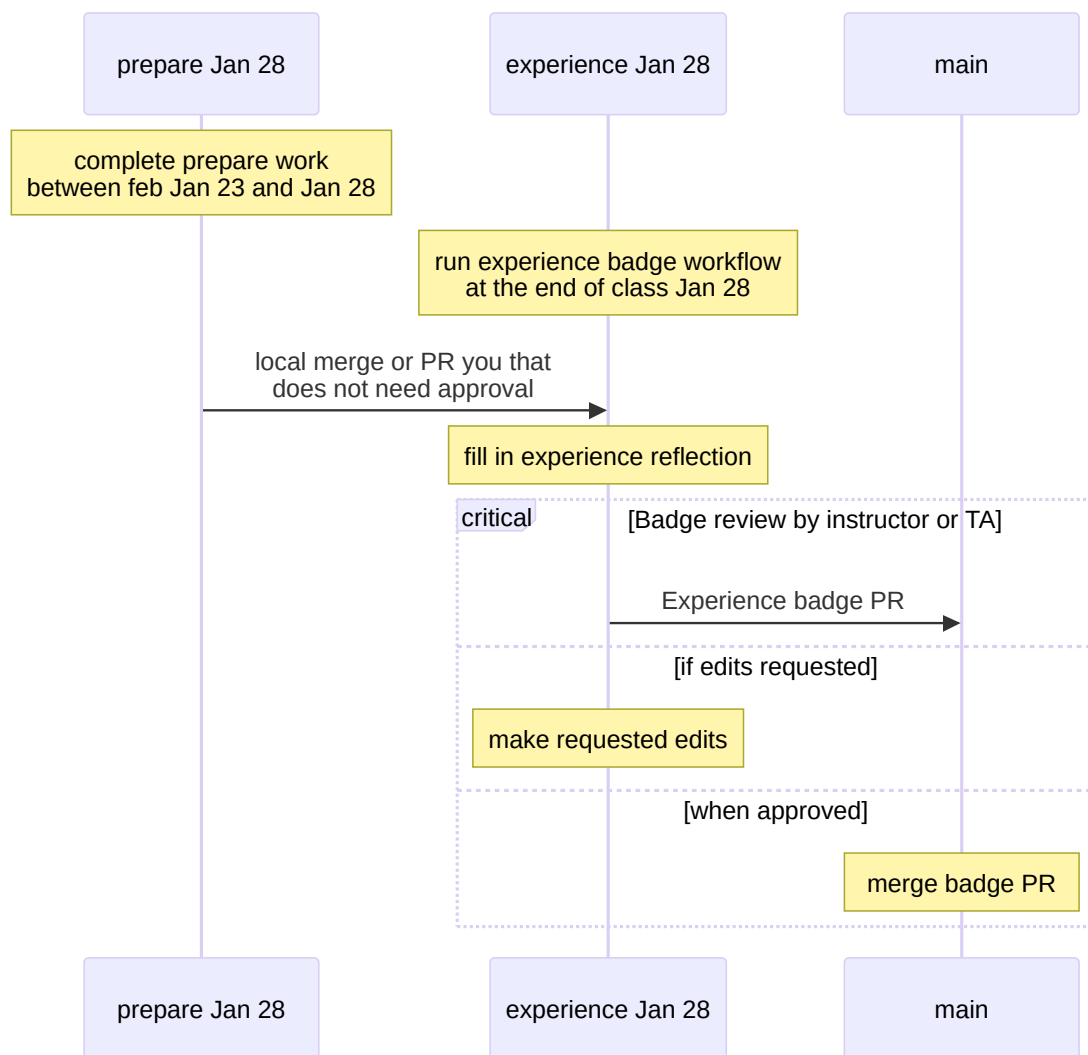 prepare Jan 28
experience Jan 28
main
complete prepare work
between feb Jan 23 and Jan 28
run experience badge workflow
at the end of class Jan 28
local merge or PR you that
does not need approval
fill in experience reflection
critical
[Badge review by instructor or TA]
Experience badge PR
[if edits requested]
make requested edits
[when approved]
merge badge PR
prepare Jan 28
experience Jan 28
main